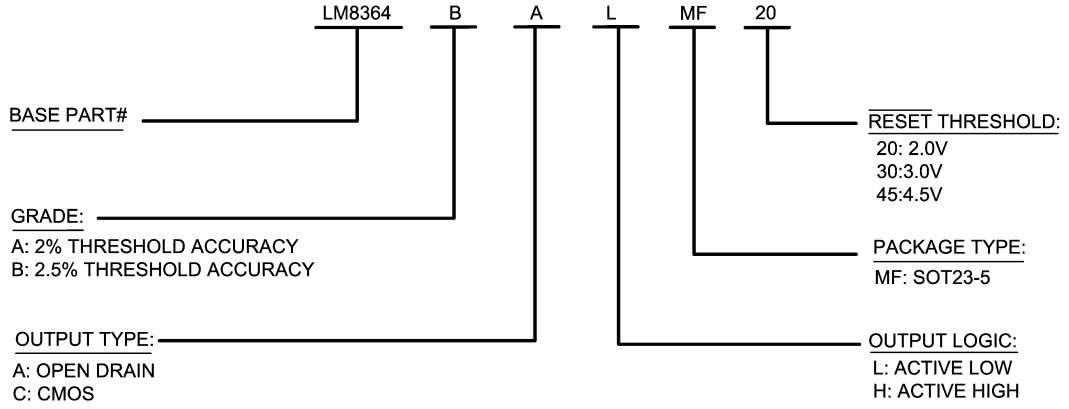 LM8364 B A L MF 20
BASE PART#
RESET THRESHOLD:
20: 2.0V
30:3.0V
45:4.5V
GRADE:
A: 2% THRESHOLD ACCURACY
B: 2.5% THRESHOLD ACCURACY
PACKAGE TYPE:
MF: SOT23-5
OUTPUT TYPE:
A: OPEN DRAIN
C: CMOS
OUTPUT LOGIC:
L: ACTIVE LOW
H: ACTIVE HIGH